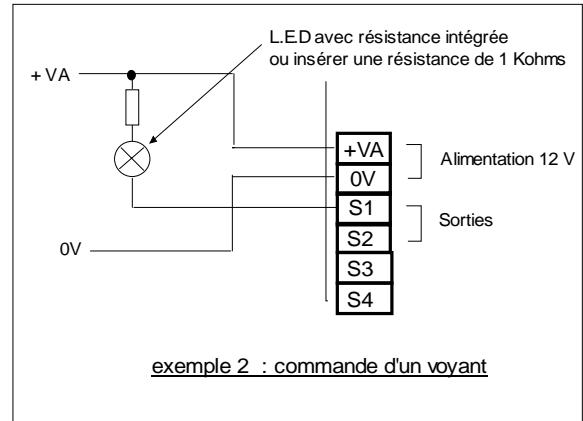 L.ED avec résistance intégrée
ou insérer une résistance de 1 Kohms
+ VA
+VA
0V
Alimentation 12 V
S1
S2
Sorties
0V
S3
S4
exemple 2 : commande d'un voyant